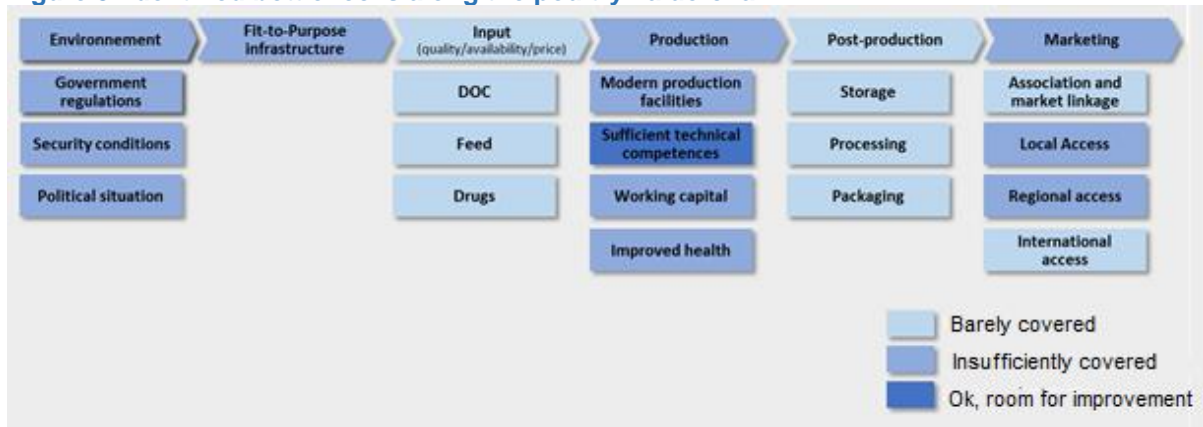 Environnement
Fit-to-Purpose
infrastructure
Input
(quality/availability/price)
Production
Post-production
Marketing
Government
regulations
DOC
Modern production
facilities
Storage
Association and
market linkage
Security conditions
Feed
Sufficient technical
competences
Processing
Local Access
Political situation
Drugs
Working capital
Packaging
Regional access
Improved health
International
access
Barely covered
Insufficiently covered
Ok, room for improvement